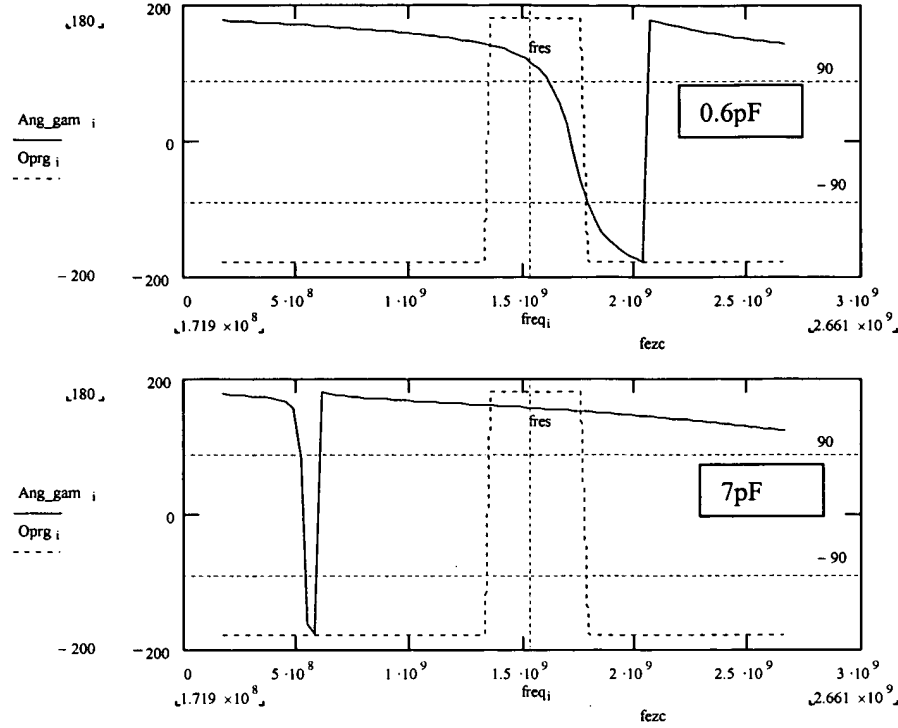 200
180
90
fres
0.6pF
Ang_gam i
0
Oprg i
− 90
− 200
−200
0 5·10^8 1·10^9 1.5·10^9 2·10^9 2.5·10^9 3·10^9
1.719 ×10^8 freq i 2.661 ×10^9
fezc
200
180
fres
90
7pF
Ang_gam i
0
Oprg i
− 90
− 200
−200
0 5·10^8 1·10^9 1.5·10^9 2·10^9 2.5·10^9 3·10^9
1.719 ×10^8 freq i 2.661 ×10^9
fezc